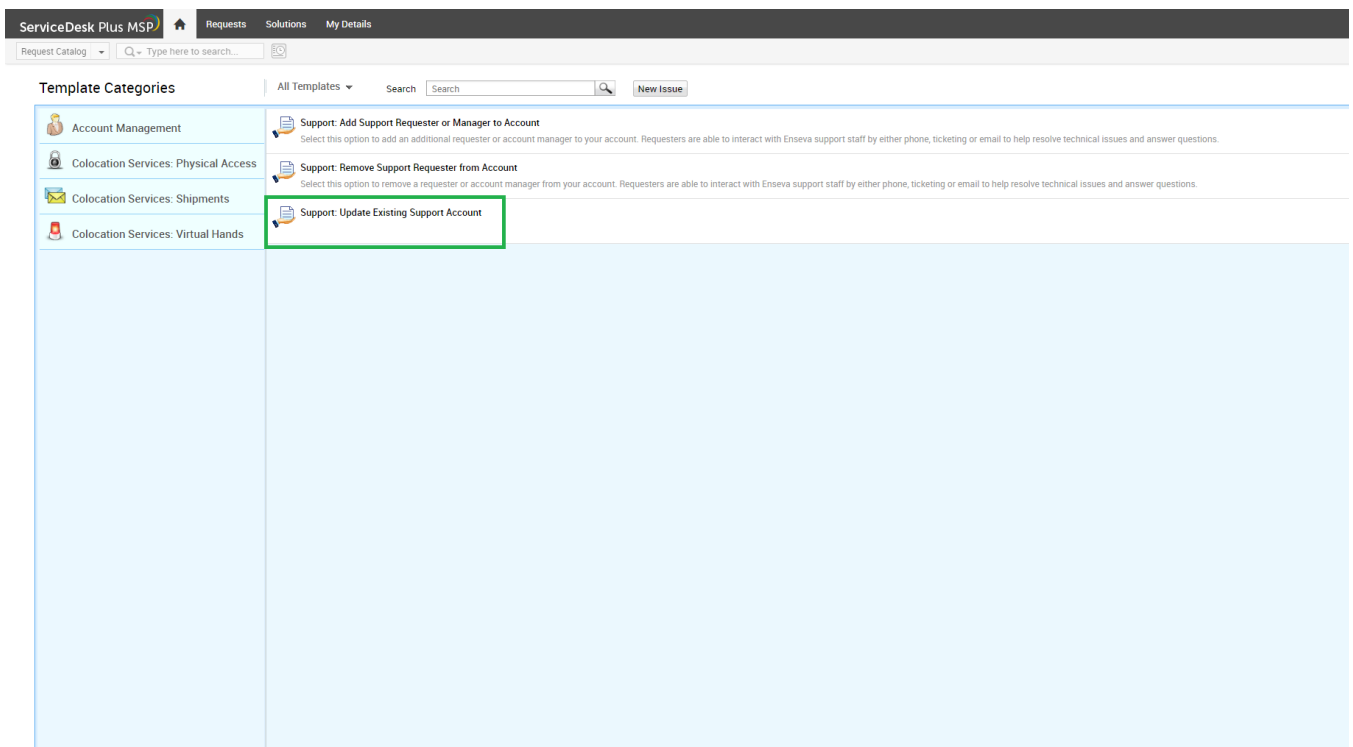 ServiceDesk Plus MSP
Requests Solutions My Details
Request Catalog Type here to search...
Template Categories
All Templates Search Search New Issue
Account Management
Colocation Services: Physical Access
Colocation Services: Shipments
Colocation Services: Virtual Hands
Support: Add Support Requester or Manager to Account
Select this option to add an additional requester or account manager to your account. Requesters are able to interact with Enseva support staff by either phone, ticketing or email to help resolve technical issues and answer questions.
Support: Remove Support Requester from Account
Select this option to remove a requester or account manager from your account. Requesters are able to interact with Enseva support staff by either phone, ticketing or email to help resolve technical issues and answer questions.
Support: Update Existing Support Account